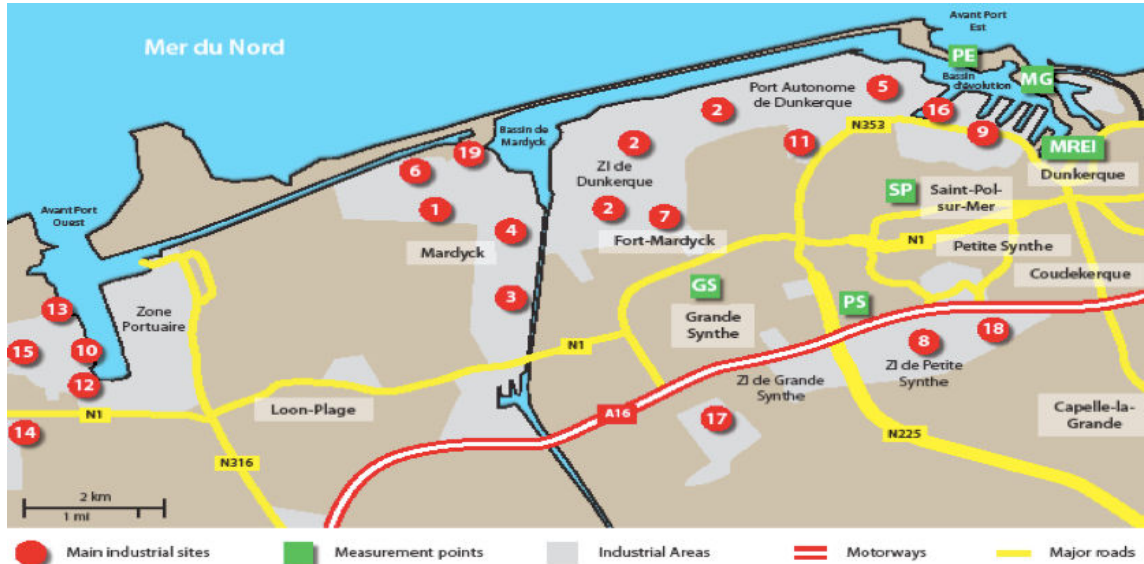 Mer du Nord
Avant Port
Est
PE
MG
Bassin
d'évolution
Port Autonome
de Dunkerque
5
2
16
N353
9
11
MREI
Dunkerque
Bassin de
Mardyck
19
6
2
ZI de
Dunkerque
SP
Saint-Pol-
sur-Mer
1
2
7
Avant Port
Ouest
4
Mardyck
Fort-Mardyck
N1
Petite Synthe
Coudekerque
GS
PS
3
13
Zone
Portuaire
Grande
Synthe
18
8
15
10
N1
ZI de Petite
Synthe
12
ZI de Grande
Synthe
N1
Loon-Plage
A16
17
Capelle-la-
Grande
14
N225
N316
2 km
1 mi
Main industrial sites
Measurement points
Industrial Areas
Motorways
Major roads